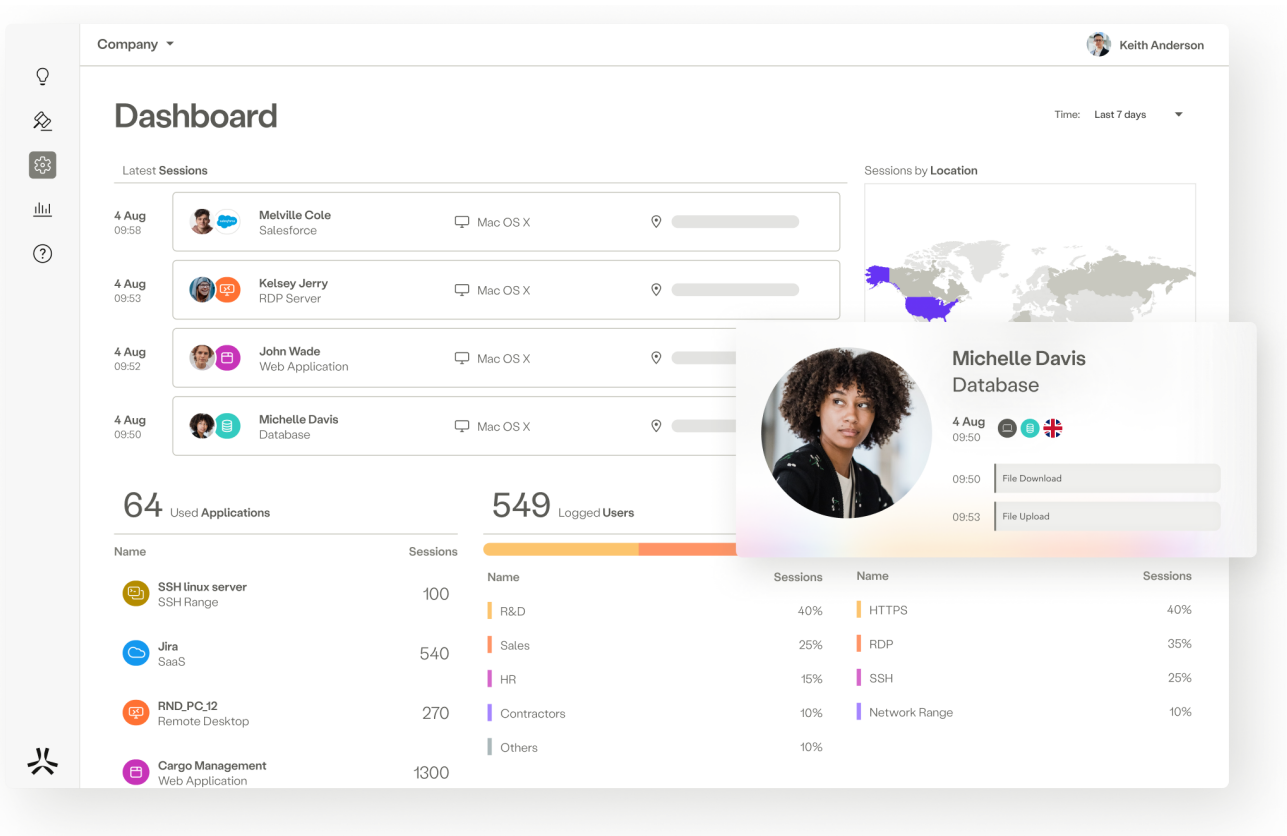 Company
Keith Anderson
Dashboard
Time: Last 7 days
Latest Sessions
Sessions by Location
4 Aug
09:58
Melville Cole
Salesforce
Mac OS X
4 Aug
09:53
Kelsey Jerry
RDP Server
Mac OS X
4 Aug
09:52
John Wade
Web Application
Mac OS X
4 Aug
09:50
Michelle Davis
Database
Mac OS X
Michelle Davis
Database
4 Aug
09:50
09:50 File Download
09:53 File Upload
64 Used Applications
Name Sessions
SSH linux server
SSH Range
100
Jira
SaaS
540
RND_PC_12
Remote Desktop
270
Cargo Management
Web Application
1300
549 Logged Users
Name Sessions
R&D 40%
Sales 25%
HR 15%
Contractors 10%
Others 10%
Name Sessions
HTTPS 40%
RDP 35%
SSH 25%
Network Range 10%